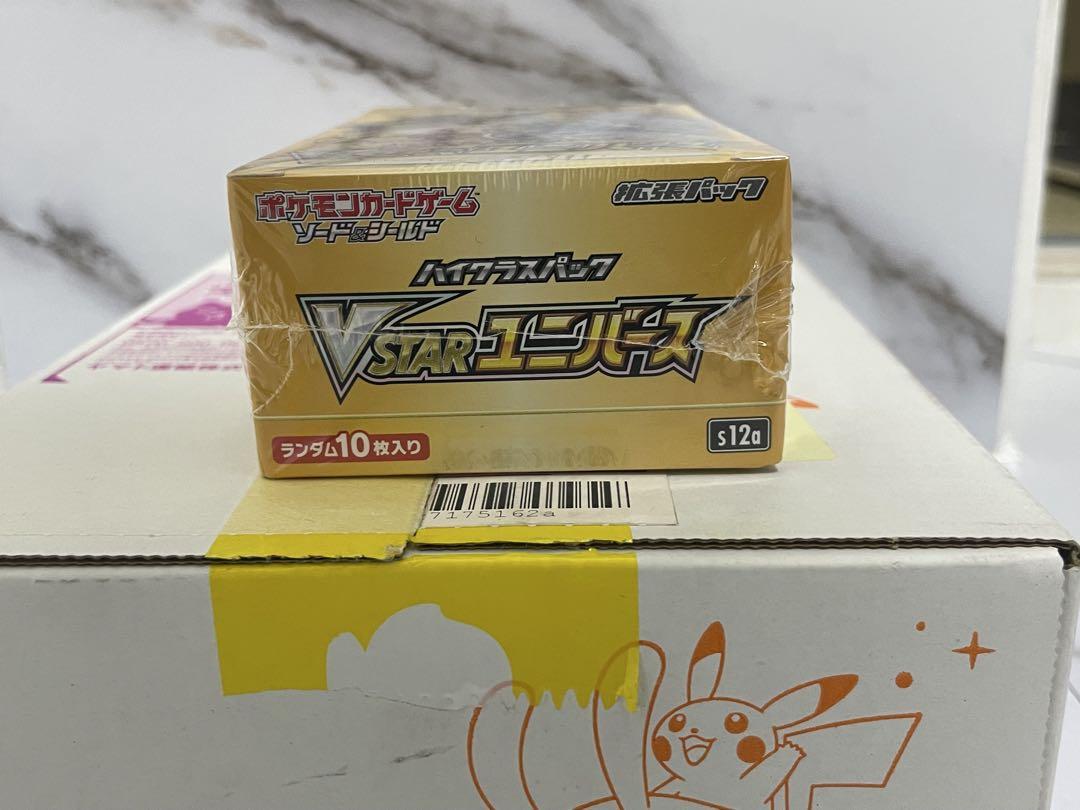 ポケモンカードゲーム
ソード&シールド
拡張パック
ハイクラスパック
VSTARユニバース
ランダム10枚入り
s12a
7175162a